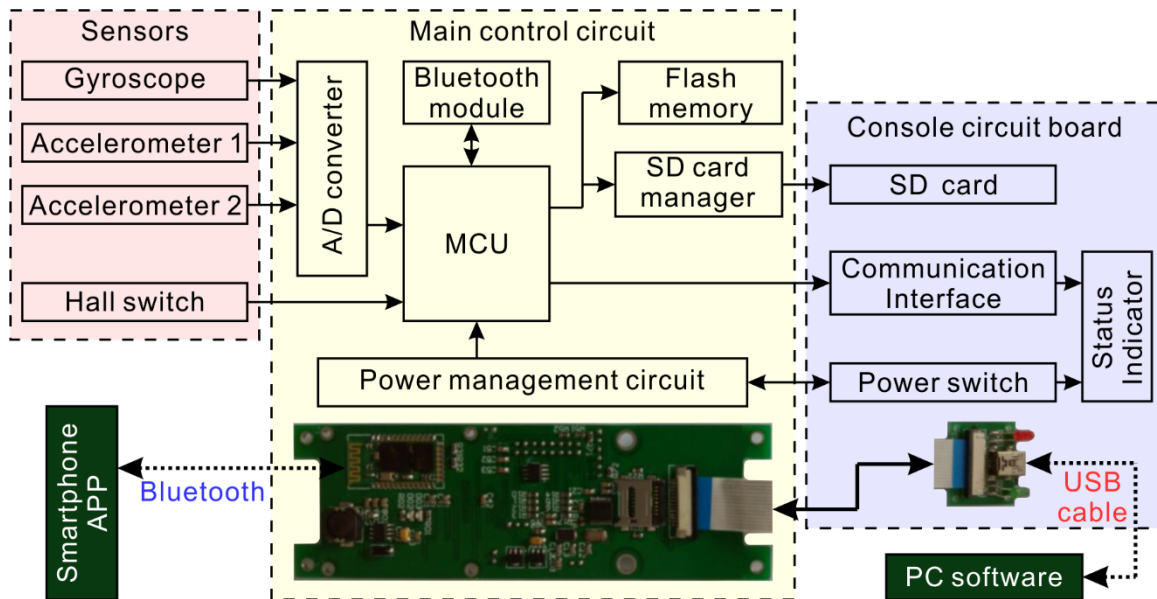 Sensors
Gyroscope
Accelerometer 1
Accelerometer 2
Hall switch
Main control circuit
A/D converter
Bluetooth
module
MCU
Flash
memory
SD card
manager
Power management circuit
Console circuit board
SD card
Communication
Interface
Power switch
Status
Indicator
Smartphone
APP
Bluetooth
USB
cable
PC software